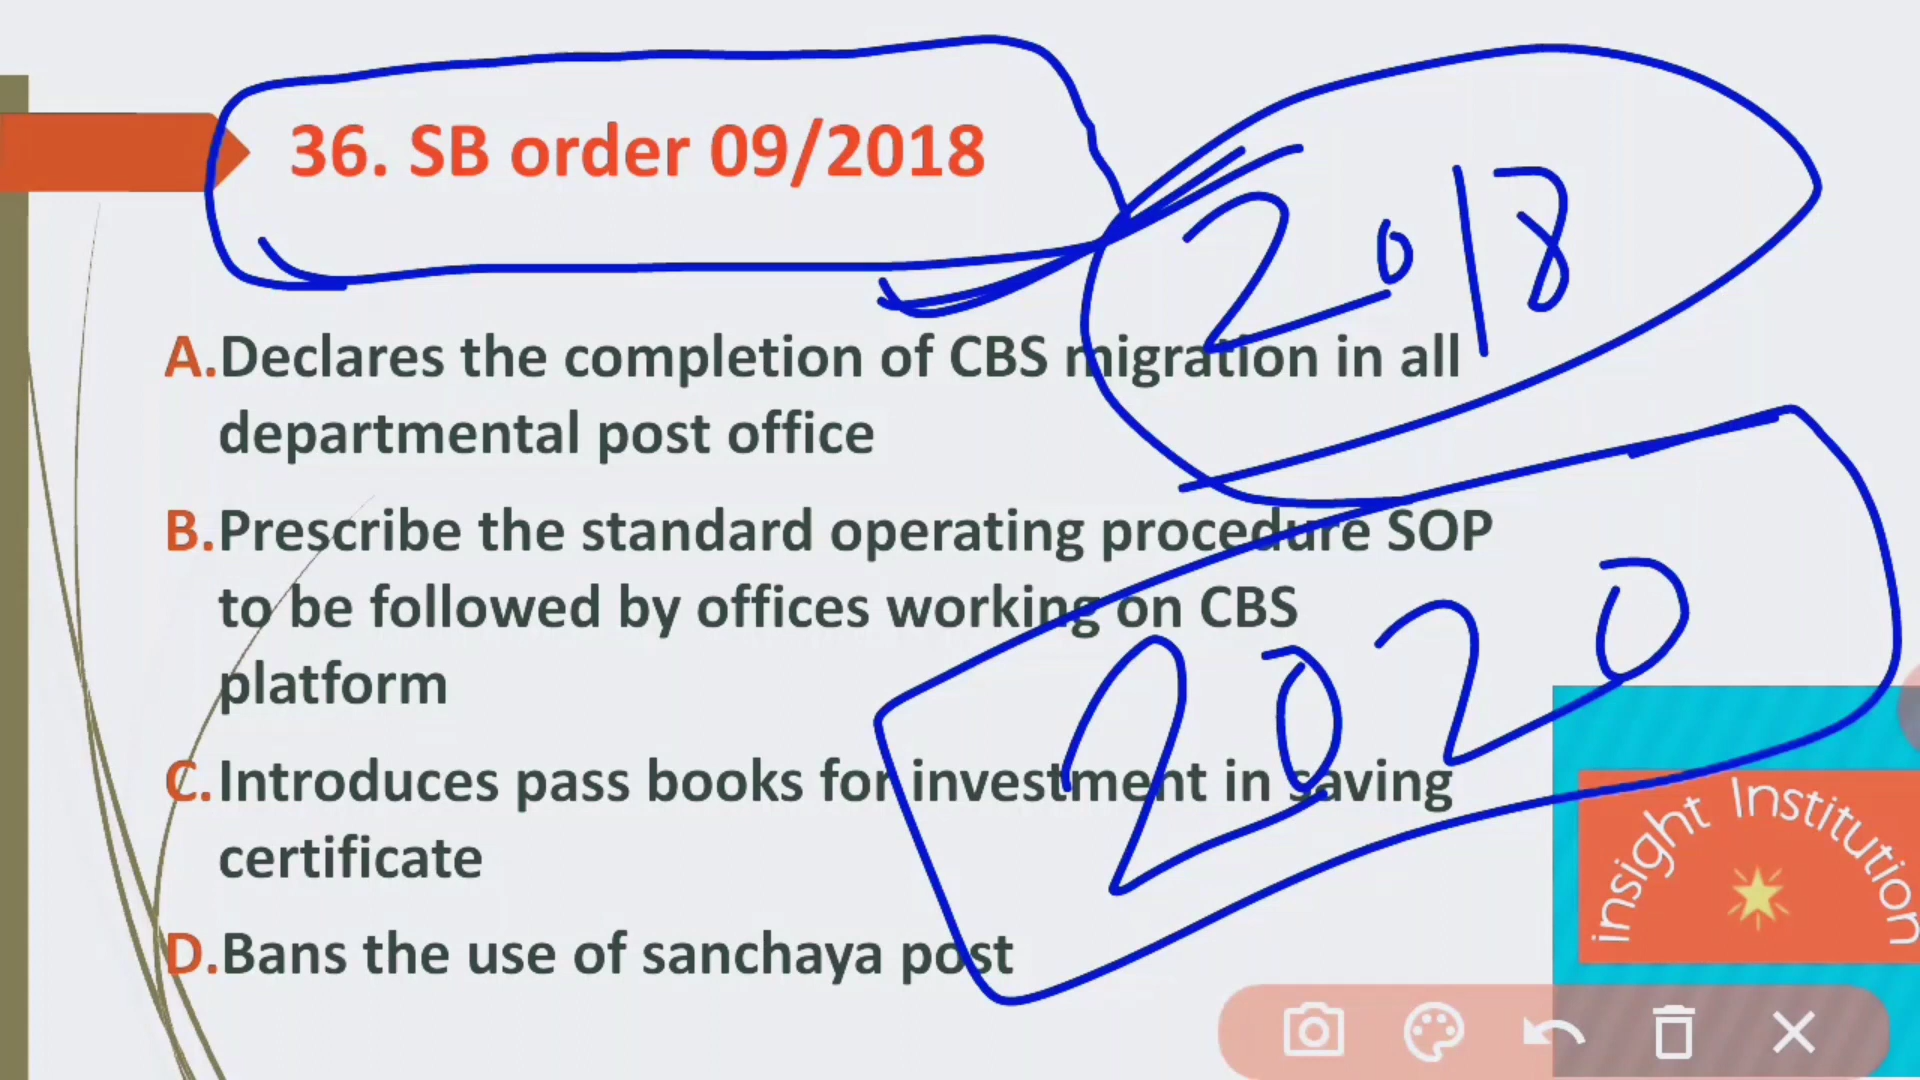 36. SB order 09/2018
2018
A.Declares the completion of CBS migration in all
departmental post office
B.Prescribe the standard operating procedure SOP
to be followed by offices working on CBS
platform
2020
C.Introduces pass books for investment in saving
certificate
D.Bans the use of sanchaya post
insight Institution